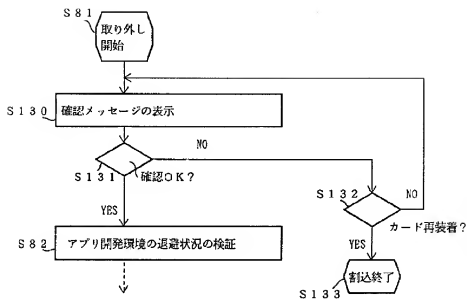 S81
取り外し
開始
S130
確認メッセージの表示
NO
S131
確認OK?
S132
NO
カード再装着?
YES
YES
S82
アプリ開発環境の退避状況の検証
割込終了
S133